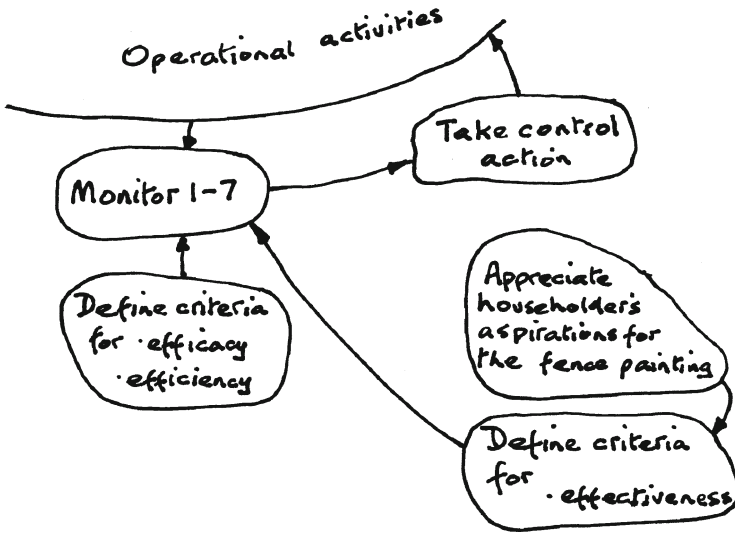 Operational activities
Take control
action
Monitor 1-7
Define criteria
for · efficacy
· efficiency
Appreciate
householder's
aspirations for
the fence painting
Define criteria
for
· effectiveness